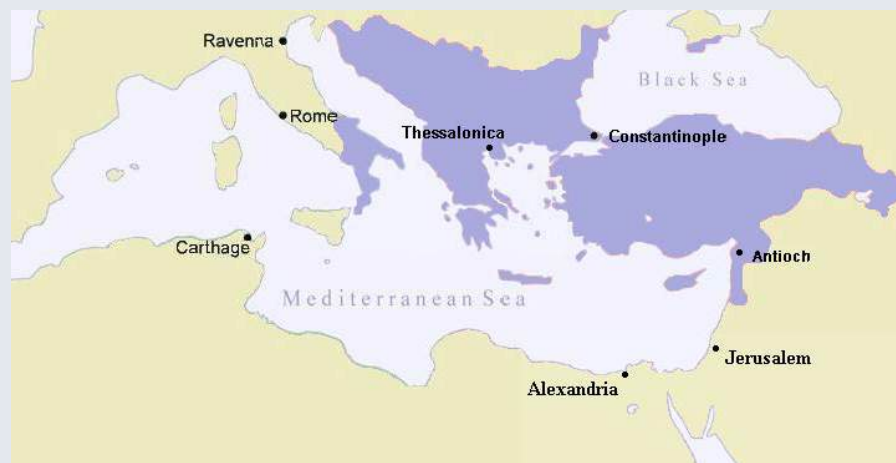 Ravenna
Black Sea
Rome
Thessalonica
Constantinople
Carthage
Antioch
Mediterranean Sea
Jerusalem
Alexandria